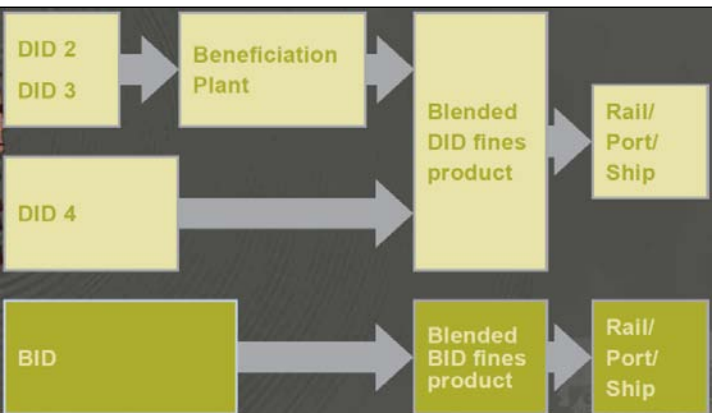 DID 2
DID 3
Beneficiation
Plant
Blended
DID fines
product
Rail/
Port/
Ship
DID 4
BID
Blended
BID fines
product
Rail/
Port/
Ship